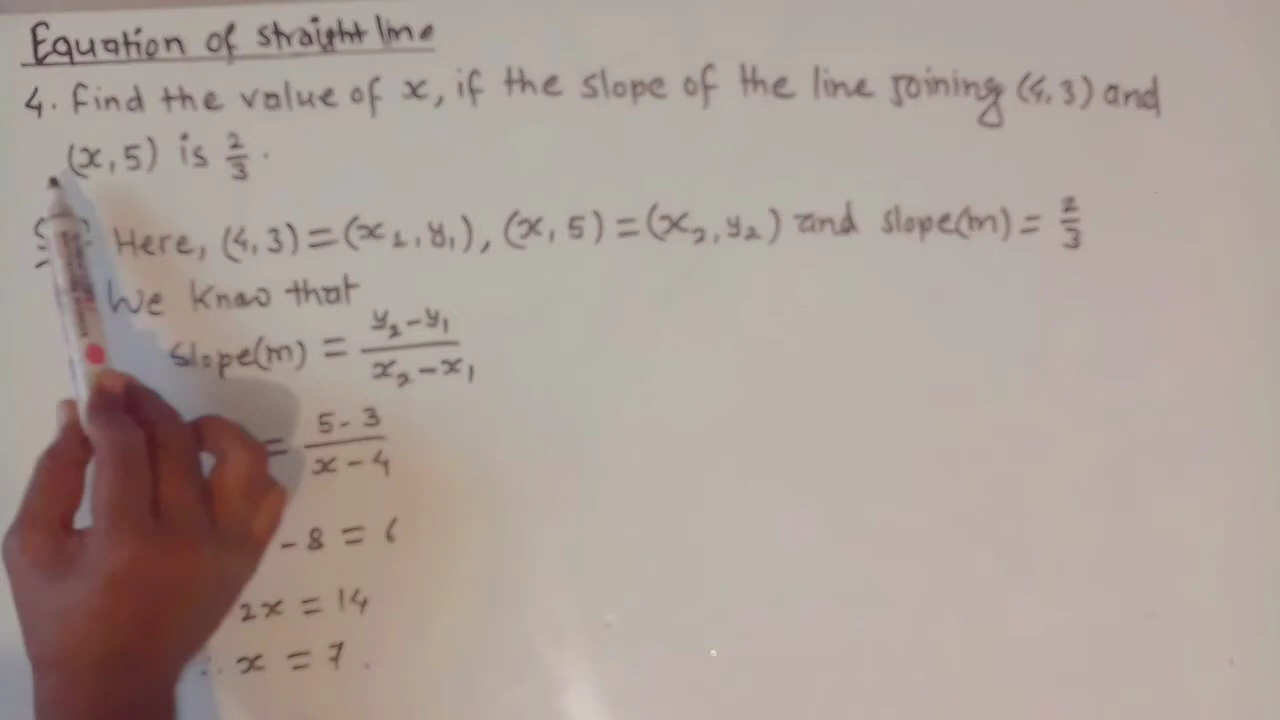 Equation of straight line
4. Find the value of x, if the slope of the line joining (4, 3) and
(x, 5) is 2/3.
Here, (4, 3) = (x₁, y₁), (x, 5) = (x₂, y₂) and slope(m) = 2/3
We know that
Slope(m) = y₂ - y₁ / x₂ - x₁
= 5 - 3 / x - 4
- 8 = 6
2x = 14
∴ x = 7.